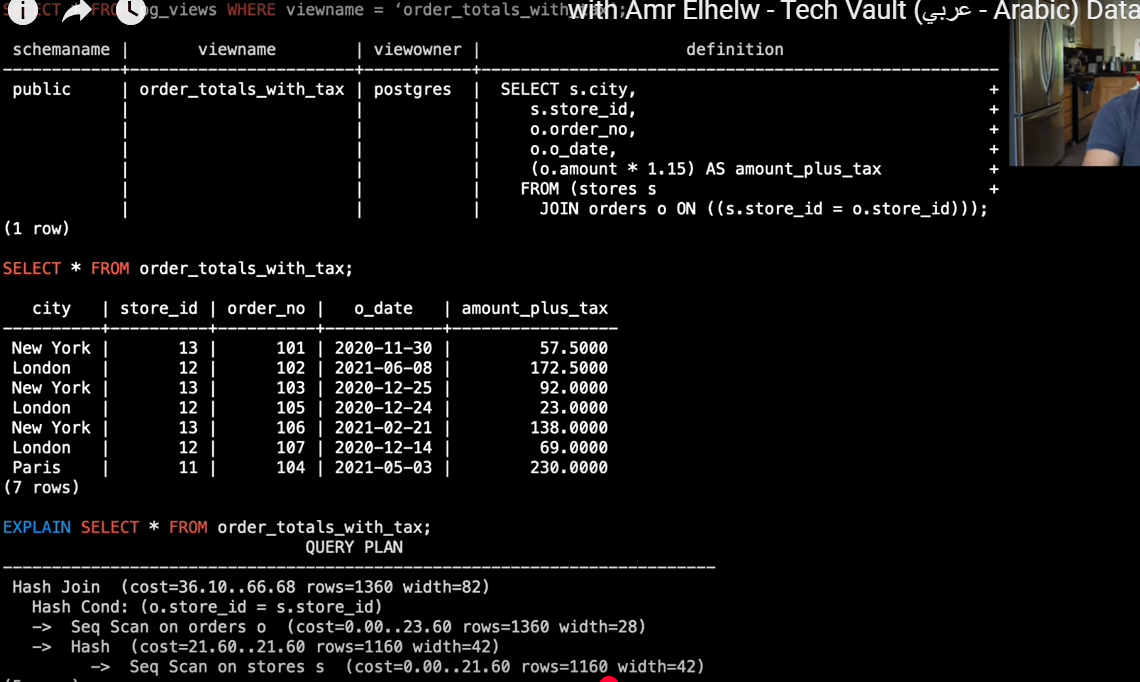 SELECT * FROM pg_views WHERE viewname = ‘order_totals_with
with Amr Elhelw - Tech Vault (عربي - Arabic) Data
schemaname | viewname | viewowner | definition
public | order_totals_with_tax | postgres | SELECT s.city, +
| | | s.store_id, +
| | | o.order_no, +
| | | o.o_date, +
| | | (o.amount * 1.15) AS amount_plus_tax +
| | | FROM (stores s +
| | | JOIN orders o ON ((s.store_id = o.store_id)));
(1 row)
SELECT * FROM order_totals_with_tax;
city | store_id | order_no | o_date | amount_plus_tax
New York | 13 | 101 | 2020-11-30 | 57.5000
London | 12 | 102 | 2021-06-08 | 172.5000
New York | 13 | 103 | 2020-12-25 | 92.0000
London | 12 | 105 | 2020-12-24 | 23.0000
New York | 13 | 106 | 2021-02-21 | 138.0000
London | 12 | 107 | 2020-12-14 | 69.0000
Paris | 11 | 104 | 2021-05-03 | 230.0000
(7 rows)
EXPLAIN SELECT * FROM order_totals_with_tax;
QUERY PLAN
Hash Join (cost=36.10..66.68 rows=1360 width=82)
Hash Cond: (o.store_id = s.store_id)
-> Seq Scan on orders o (cost=0.00..23.60 rows=1360 width=28)
-> Hash (cost=21.60..21.60 rows=1160 width=42)
-> Seq Scan on stores s (cost=0.00..21.60 rows=1160 width=42)